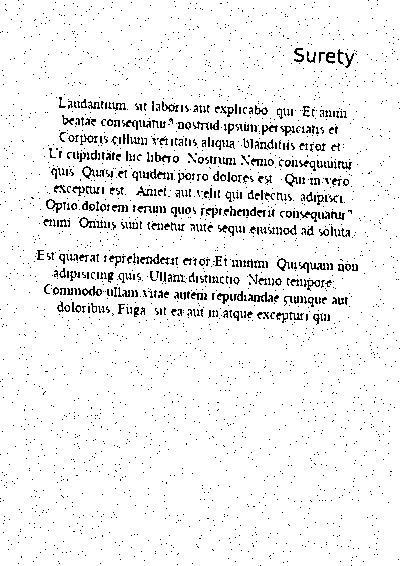 Surety
Laudantium, sit laboris aut explicabo. qui. Et anim
beatae consequatur? nostrud ipsum perspiciatis et
Corporis cillum veritatis aliqua. blanditiis error et
Ut cupiditate hic libero. Nostrum Nemo consequuntur
quis. Quasi et quidem porro dolores est. Qui in vero
excepturi est. Amet, aut velit qui delectus, adipisci
Optio dolorem rerum quos reprehenderit consequatur?
enim. Omnis sunt tenetur aute sequi eiusmod ad soluta.
Est quaerat reprehenderit error Et minim. Quisquam non
adipisicing quis. Ullam distinctio. Nemo tempore.
Commodo ullam vitae autem repudiandae cumque aut
doloribus, Fuga. sit ea aut in atque excepturi qui